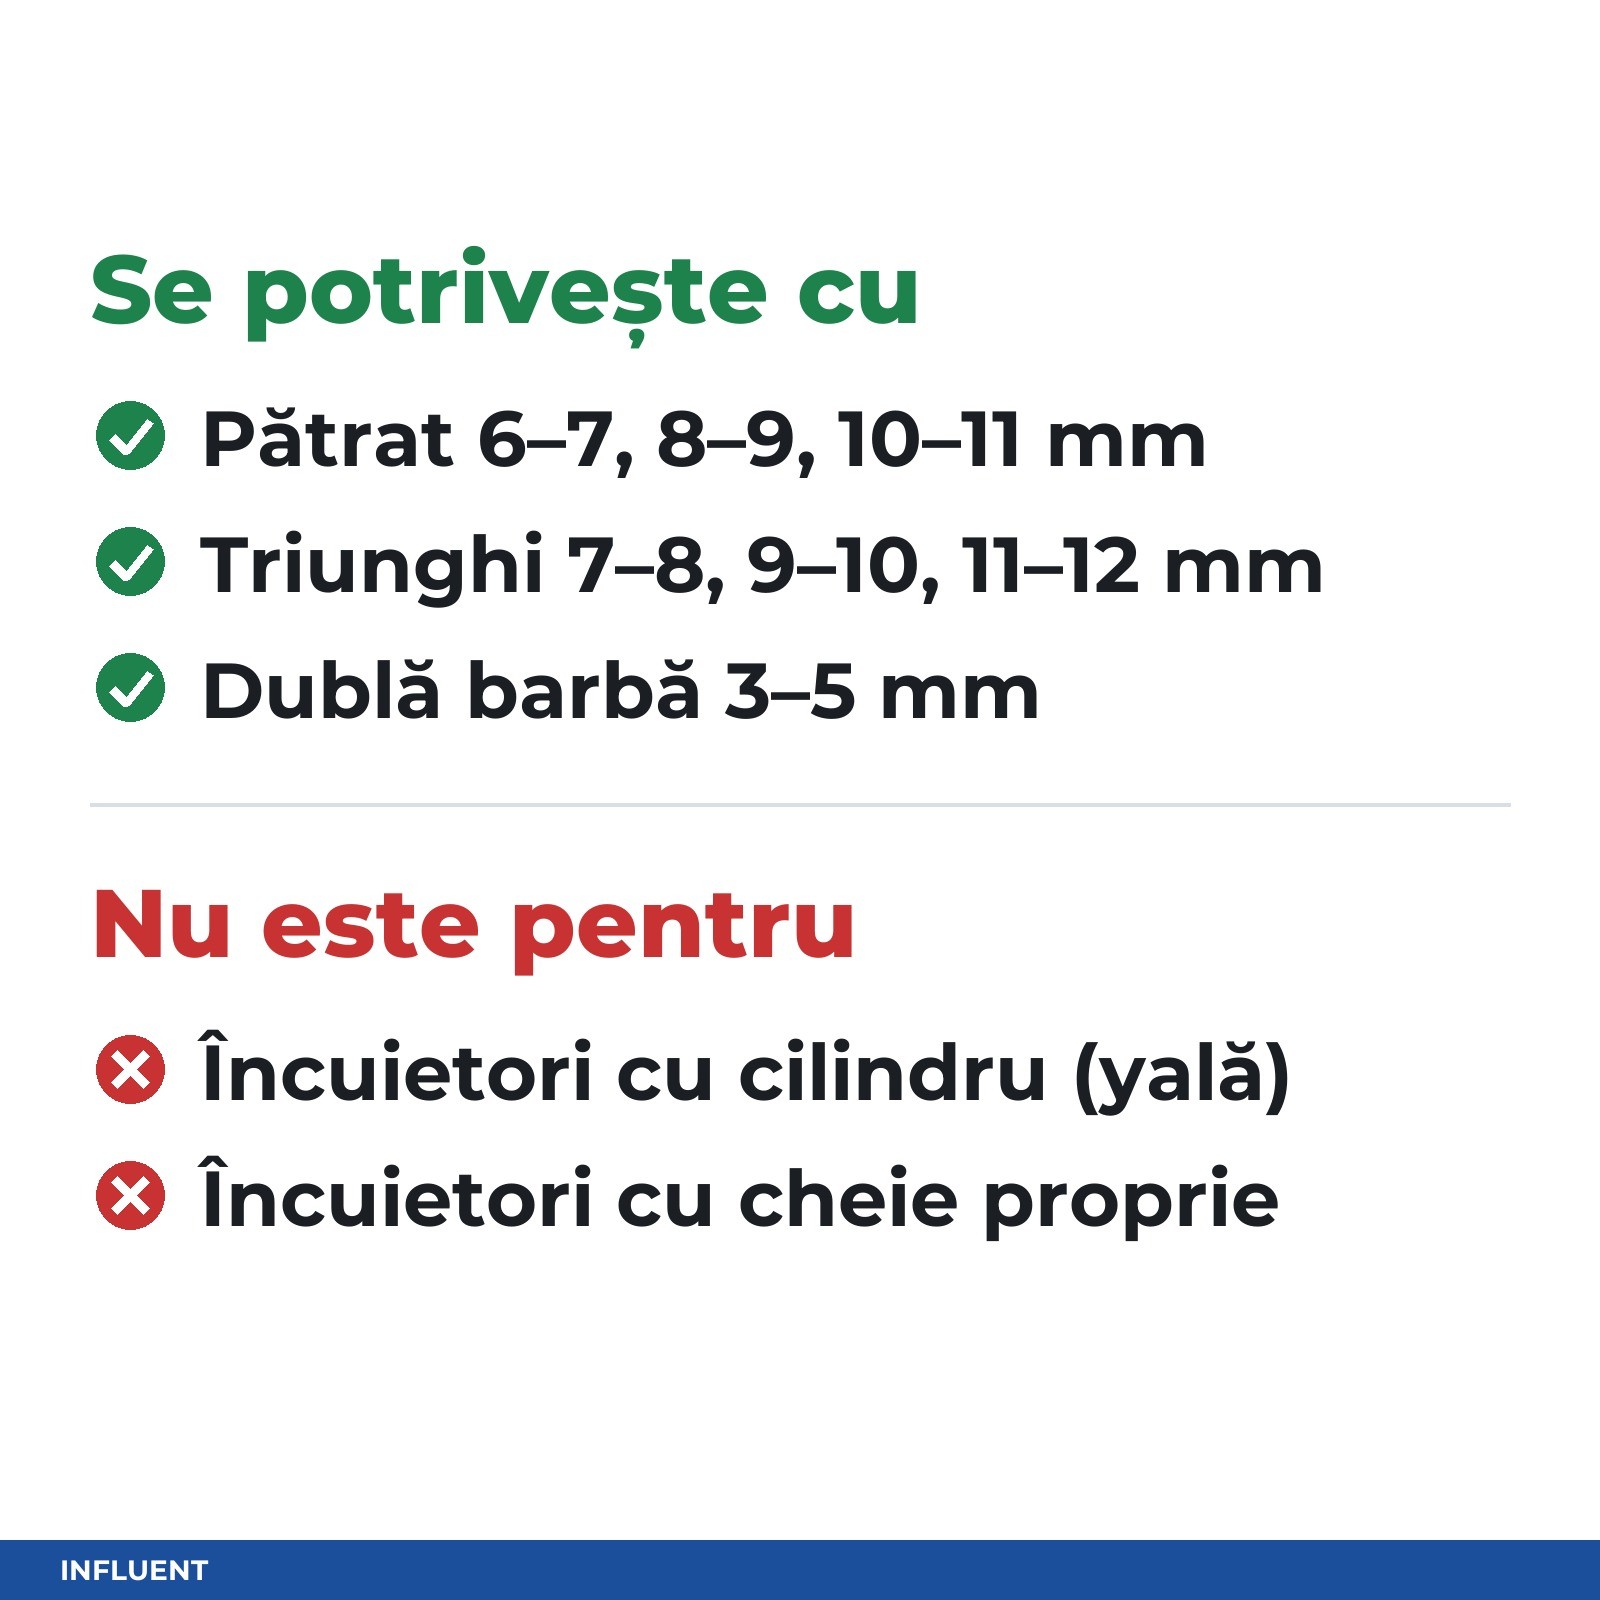 Se potrivește cu
Pătrat 6–7, 8–9, 10–11 mm
Triunghi 7–8, 9–10, 11–12 mm
Dublă barbă 3–5 mm
Nu este pentru
Încuietori cu cilindru (yală)
Încuietori cu cheie proprie
INFLUENT